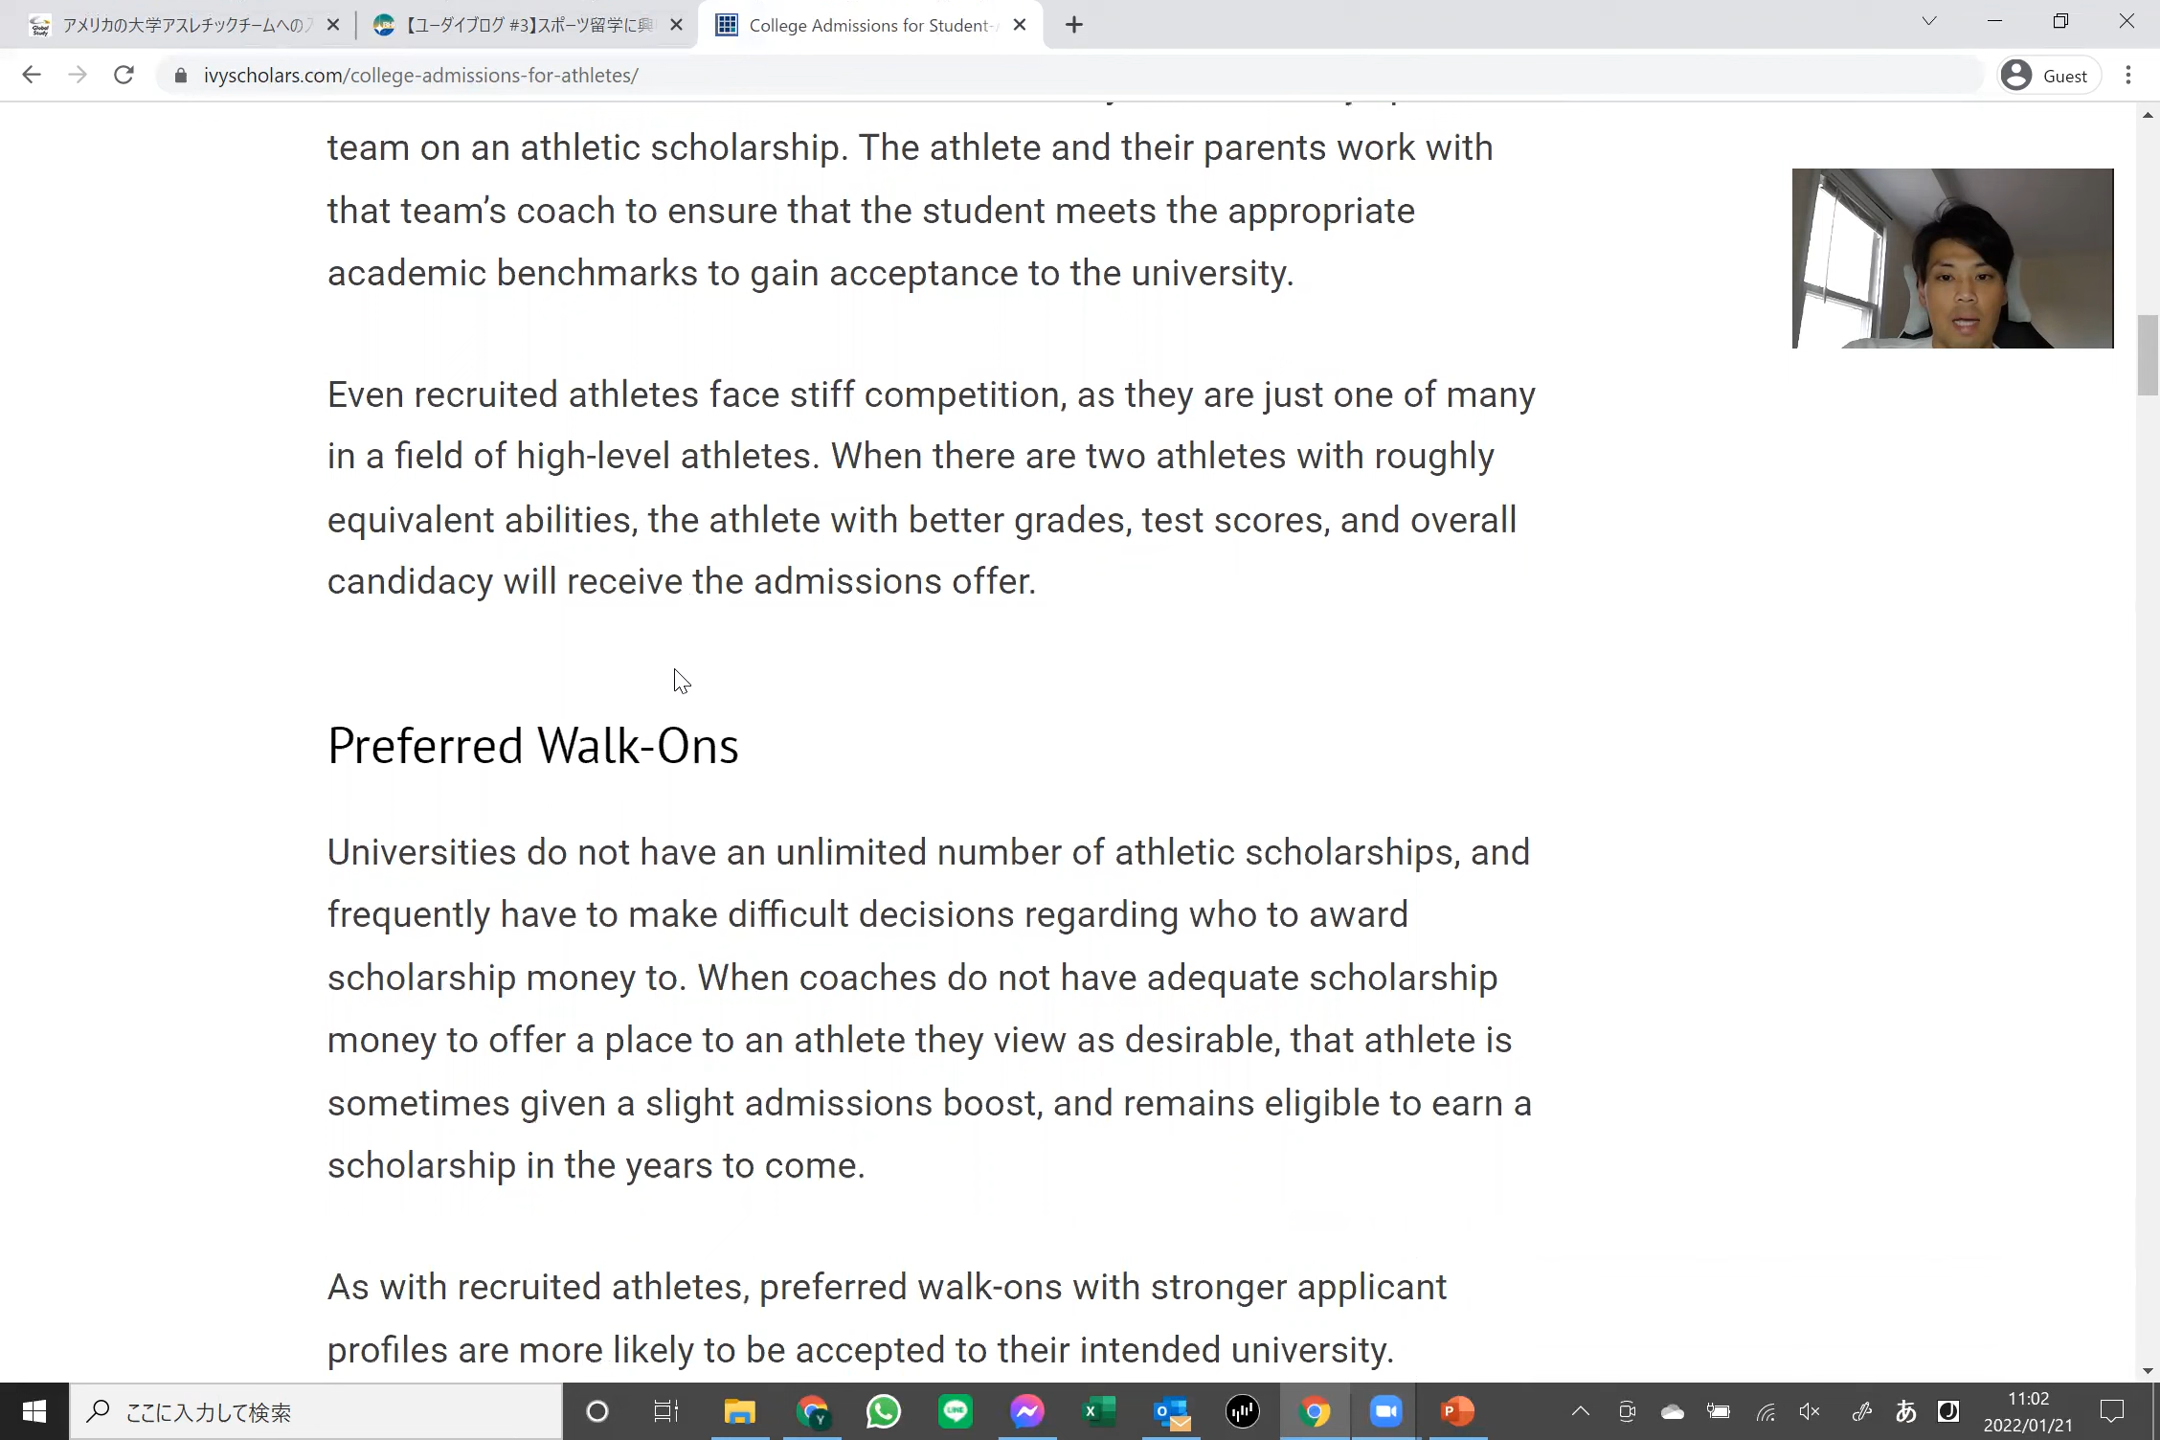 アメリカの大学アスレチックチームへのス
【ユーダイブログ #3】スポーツ留学に興
College Admissions for Student-A
ivyscholars.com/college-admissions-for-athletes/
Guest
team on an athletic scholarship. The athlete and their parents work with
that team’s coach to ensure that the student meets the appropriate
academic benchmarks to gain acceptance to the university.
Even recruited athletes face stiff competition, as they are just one of many
in a field of high-level athletes. When there are two athletes with roughly
equivalent abilities, the athlete with better grades, test scores, and overall
candidacy will receive the admissions offer.
Preferred Walk-Ons
Universities do not have an unlimited number of athletic scholarships, and
frequently have to make difficult decisions regarding who to award
scholarship money to. When coaches do not have adequate scholarship
money to offer a place to an athlete they view as desirable, that athlete is
sometimes given a slight admissions boost, and remains eligible to earn a
scholarship in the years to come.
As with recruited athletes, preferred walk-ons with stronger applicant
profiles are more likely to be accepted to their intended university.
ここに入力して検索
あ
11:02
2022/01/21